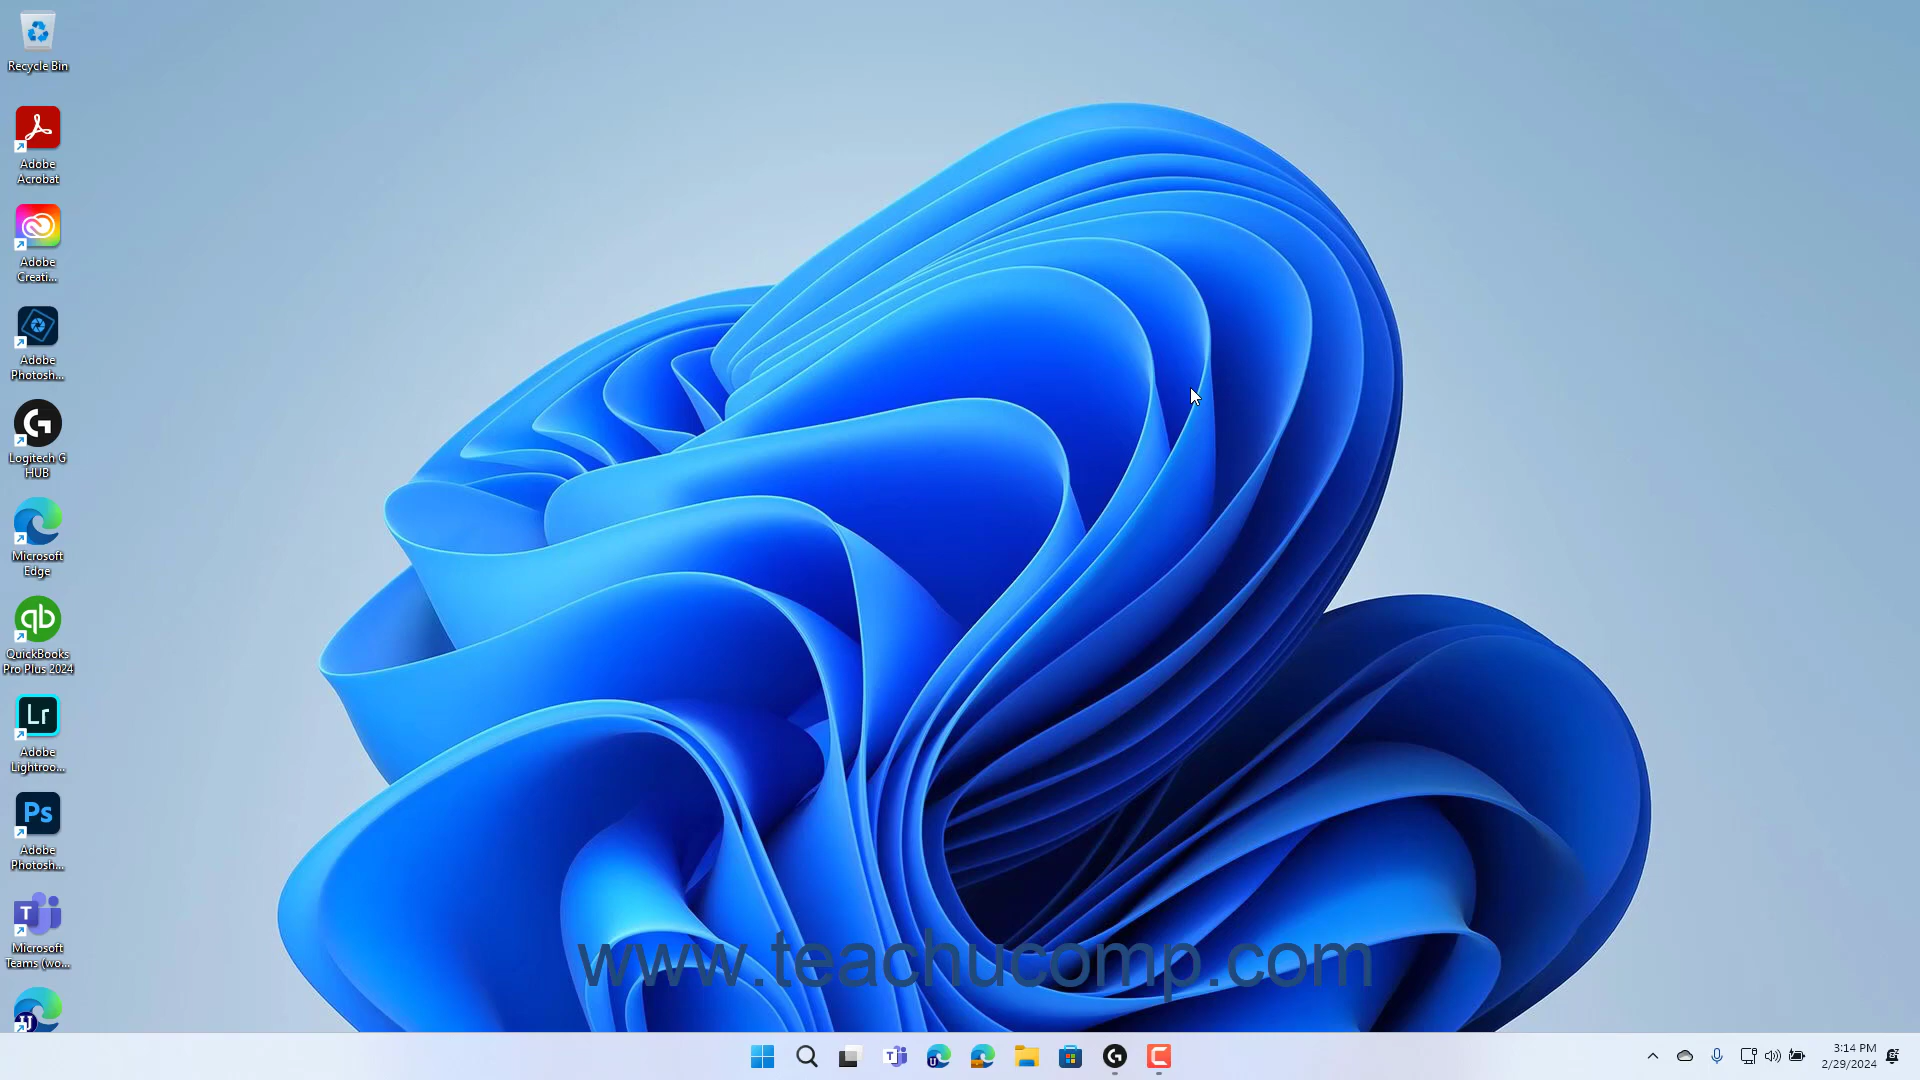 Recycle Bin
Adobe
Acrobat
Adobe
Creati...
Adobe
Photosh...
Logitech G
HUB
Microsoft
Edge
qb
QuickBooks
Pro Plus 2024
Lr
Adobe
Lightroo...
Ps
Adobe
Photosh...
T
Microsoft
Teams (wo...
U
www.teachucomp.com
3:14 PM
2/29/2024